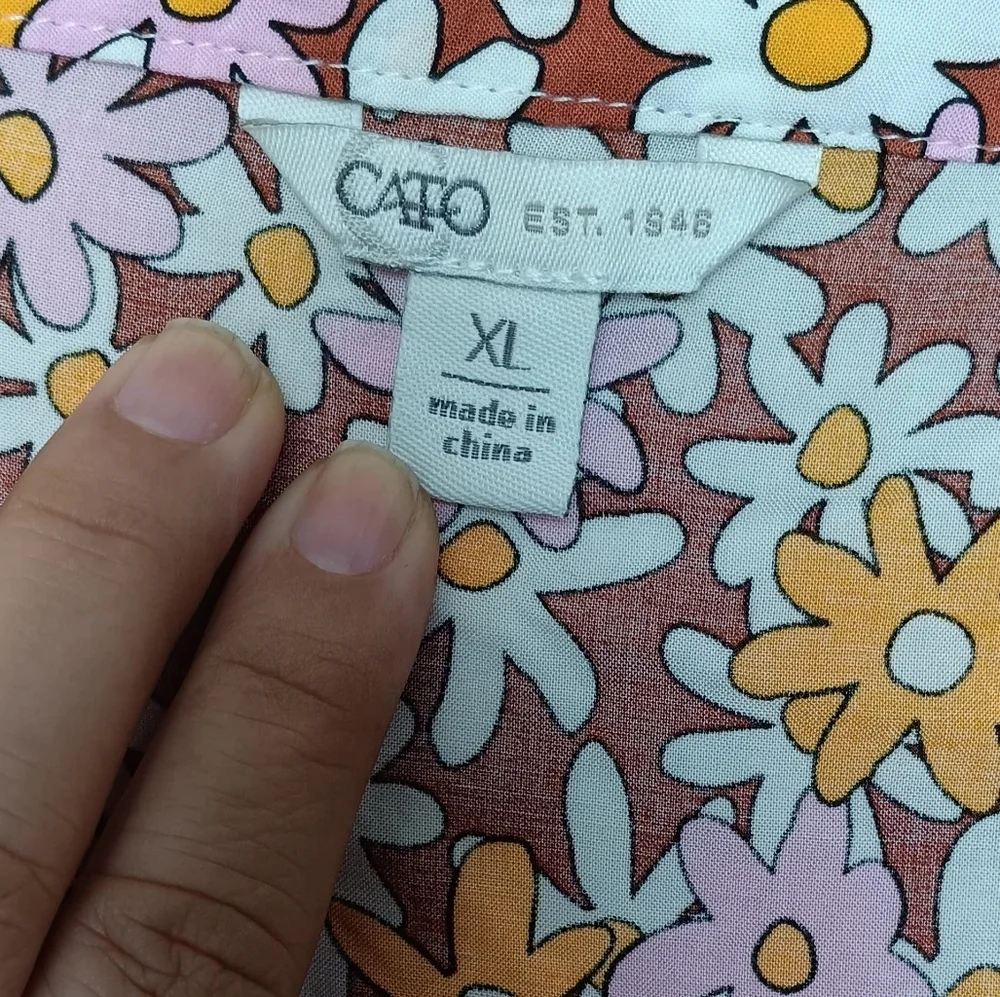 CATO EST. 1946
XL
made in
china